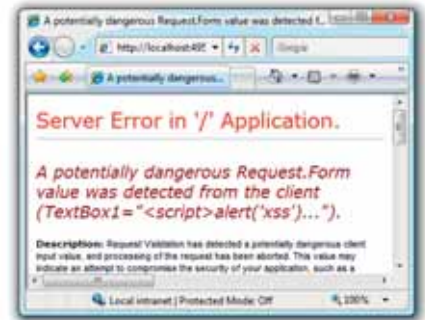 A potentially dangerous Request.Form value was detected f...
http://localhost:495
Google
A potentially dangerous...
Server Error in '/' Application.
A potentially dangerous Request.Form
value was detected from the client
(TextBox1="<script>alert('xss')...").
Description: Request Validation has detected a potentially dangerous client
input value, and processing of the request has been aborted. This value may
indicate an attempt to compromise the security of your application, such as a
Local intranet | Protected Mode: Off
100%